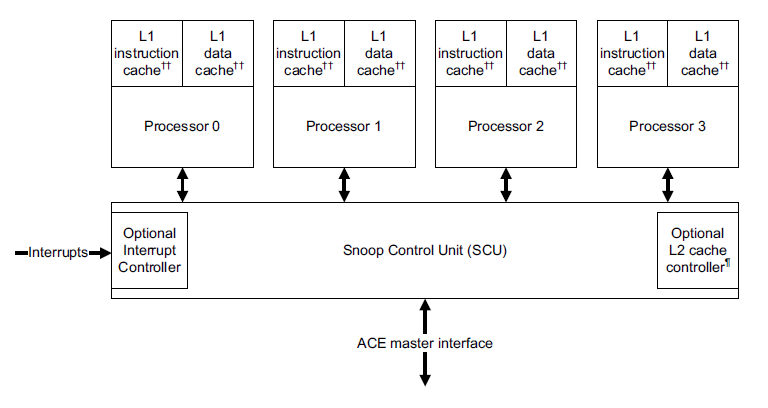 L1
instruction
cache††
L1
data
cache††
L1
instruction
cache††
L1
data
cache††
L1
instruction
cache††
L1
data
cache††
L1
instruction
cache††
L1
data
cache††
Processor 0
Processor 1
Processor 2
Processor 3
Interrupts
Optional
Interrupt
Controller
Snoop Control Unit (SCU)
Optional
L2 cache
controller¶
ACE master interface